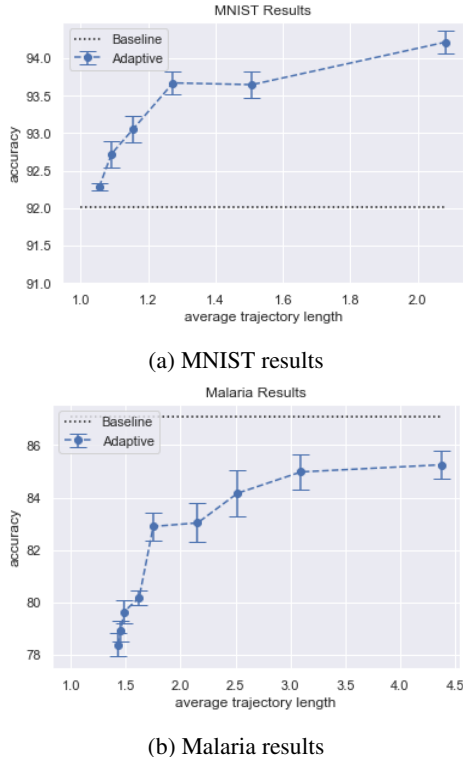 MNIST Results
Baseline
Adaptive
accuracy
94.0
93.5
93.0
92.5
92.0
91.5
91.0
1.0 1.2 1.4 1.6 1.8 2.0
average trajectory length
(a) MNIST results
Malaria Results
Baseline
Adaptive
accuracy
86
84
82
80
78
1.0 1.5 2.0 2.5 3.0 3.5 4.0 4.5
average trajectory length
(b) Malaria results